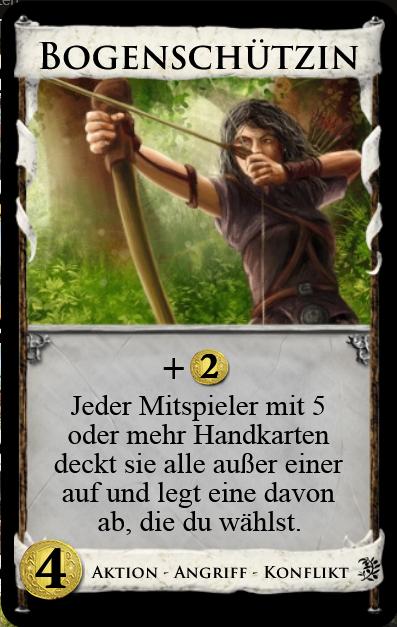 BOGENSCHÜTZIN
+ 2
Jeder Mitspieler mit 5
oder mehr Handkarten
deckt sie alle außer einer
auf und legt eine davon
ab, die du wählst.
4 AKTION - ANGRIFF - KONFLIKT